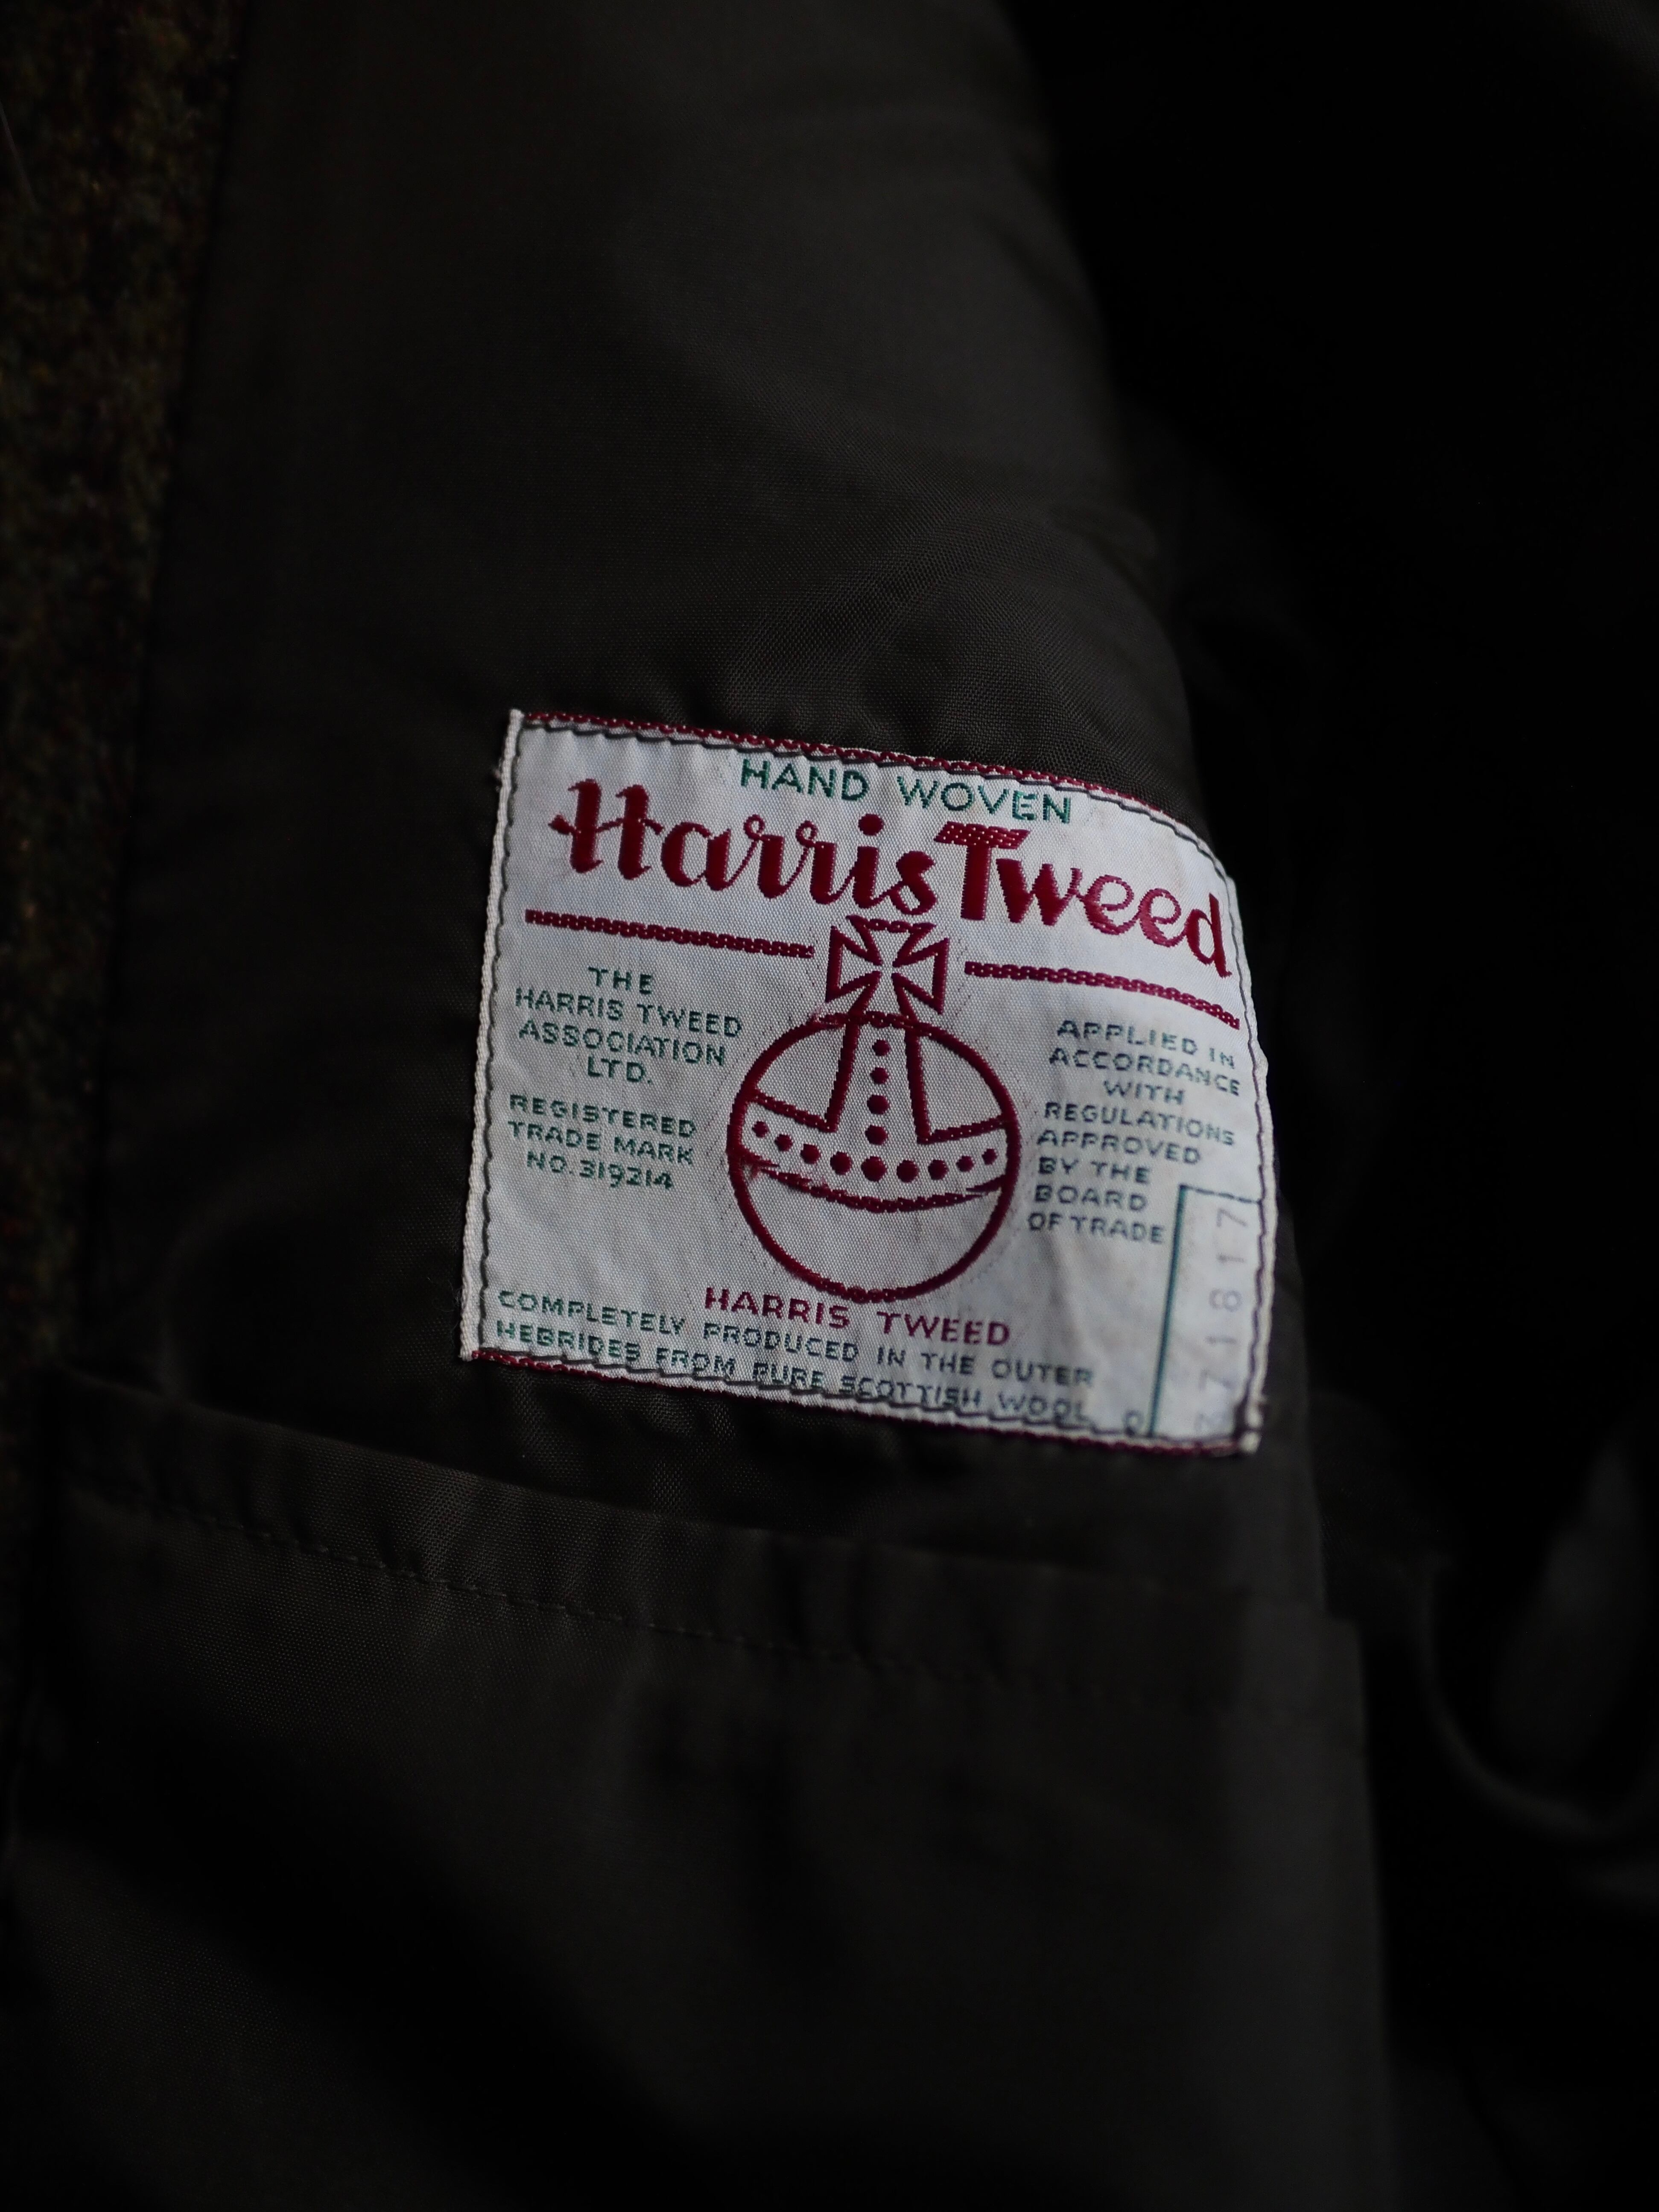 HAND WOVEN
Harris Tweed
THE
HARRIS TWEED
ASSOCIATION
LTD.
REGISTERED
TRADE MARK
NO. 319214
APPLIED IN
ACCORDANCE
WITH
REGULATIONS
APPROVED
BY THE
BOARD
OF TRADE
HARRIS TWEED
COMPLETELY PRODUCED IN THE OUTER
HEBRIDES FROM PURE SCOTTISH WOOL